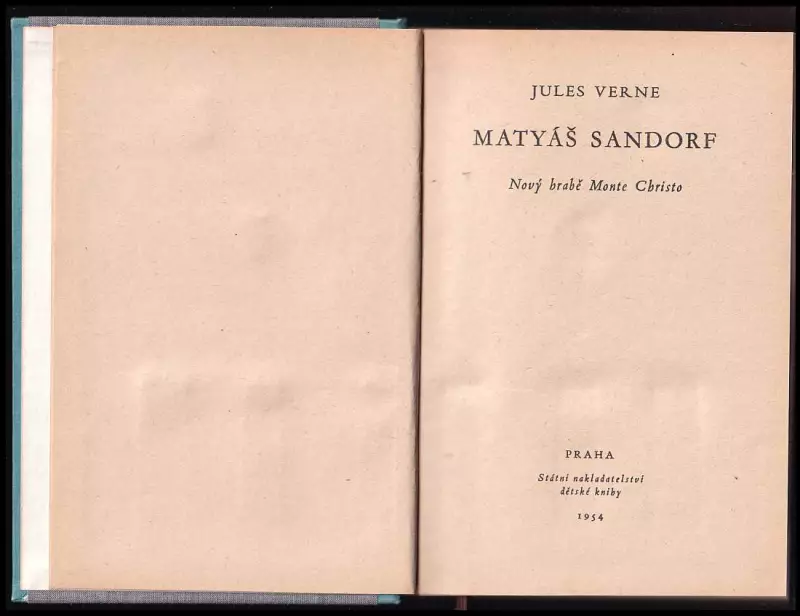 JULES VERNE
MATYÁŠ SANDORF
Nový hrabě Monte Christo
PRAHA
Státní nakladatelství
dětské knihy
1954